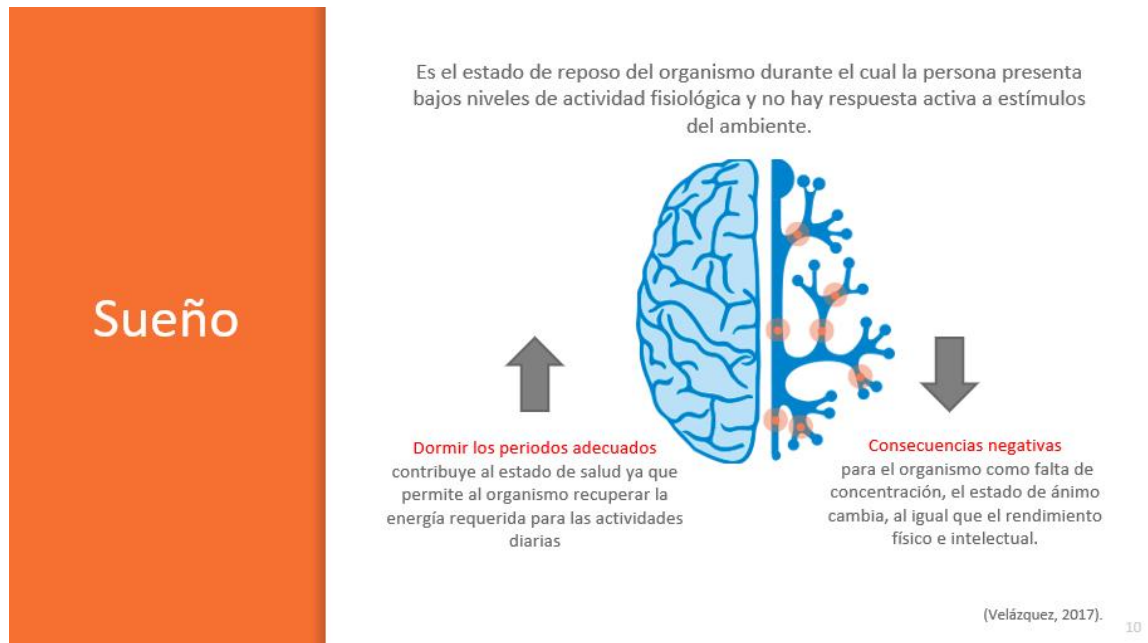 Sueño
Es el estado de reposo del organismo durante el cual la persona presenta
bajos niveles de actividad fisiológica y no hay respuesta activa a estímulos
del ambiente.
Dormir los periodos adecuados
contribuye al estado de salud ya que
permite al organismo recuperar la
energía requerida para las actividades
diarias
Consecuencias negativas
para el organismo como falta de
concentración, el estado de ánimo
cambia, al igual que el rendimiento
físico e intelectual.
(Velázquez, 2017).
10